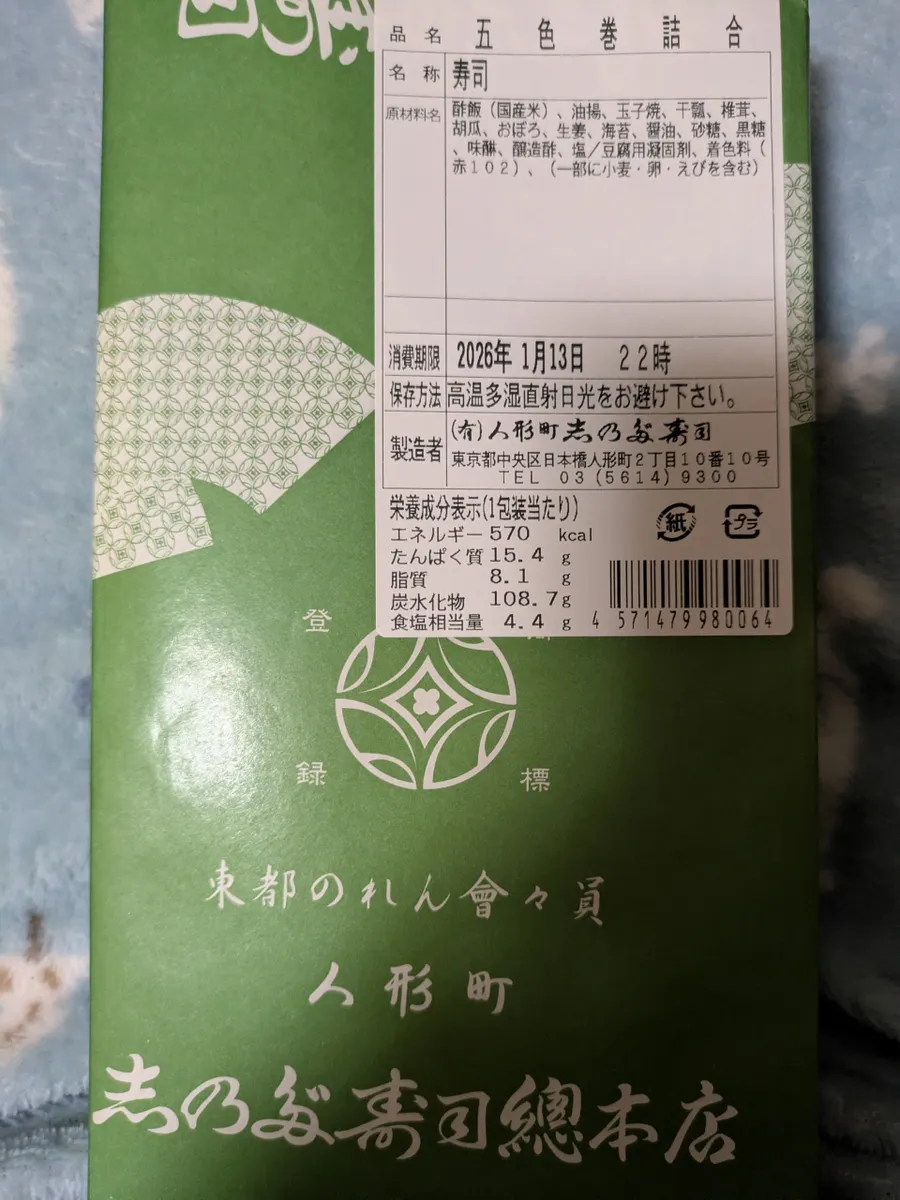 品名 五色巻詰合
名称 寿司
原材料名 酢飯（国産米）、油揚、玉子焼、干瓢、椎茸、
胡瓜、おぼろ、生姜、海苔、醤油、砂糖、黒糖
、味醂、醸造酢、塩／豆腐用凝固剤、着色料（
赤１０２）、（一部に小麦・卵・えびを含む）
消費期限 2026年 1月13日 ２２時
保存方法 高温多湿直射日光をお避け下さい。
製造者 (有)人形町志乃多寿司
東京都中央区日本橋人形町２丁目１０番１０号
ＴＥＬ ０３(５６１４)９３００
栄養成分表示(1包装当たり)
エネルギー 570 kcal
たんぱく質 15.4 g
脂質 8.1 g
炭水化物 108.7g
食塩相当量 4.4 g
紙
プラ
4 571479980064
登
録 標
東都のれん會々員
人形町
志乃多寿司總本店